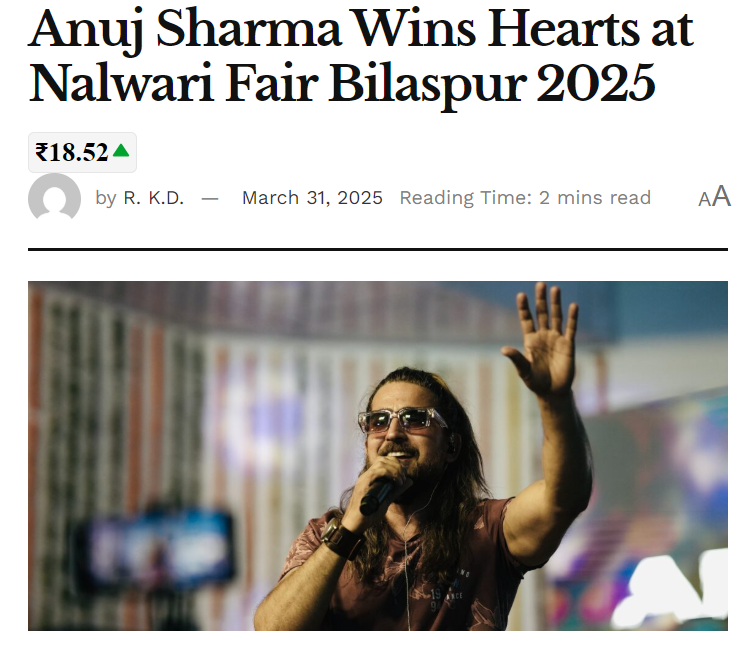 Anuj Sharma Wins Hearts at
Nalwari Fair Bilaspur 2025
₹18.52
by R. K.D. — March 31, 2025 Reading Time: 2 mins read AA